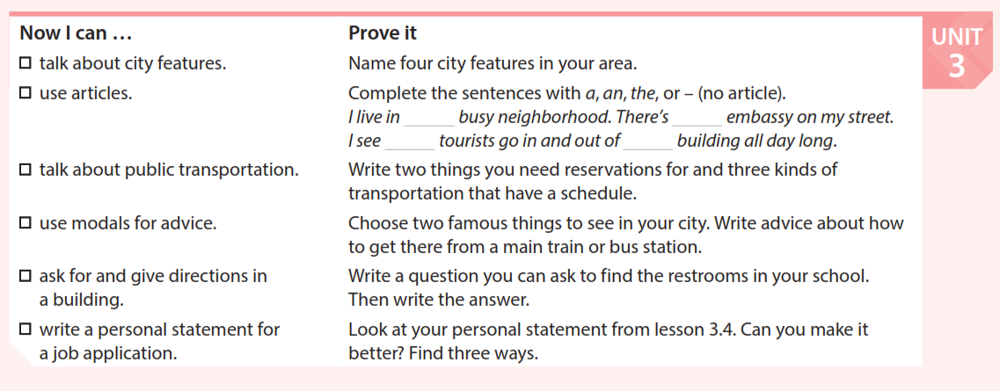 Now I can … Prove it
UNIT
3
☐ talk about city features. Name four city features in your area.
☐ use articles. Complete the sentences with a, an, the, or – (no article).
I live in ______ busy neighborhood. There’s ______ embassy on my street.
I see ______ tourists go in and out of ______ building all day long.
☐ talk about public transportation. Write two things you need reservations for and three kinds of
transportation that have a schedule.
☐ use modals for advice. Choose two famous things to see in your city. Write advice about how
to get there from a main train or bus station.
☐ ask for and give directions in
a building.
Write a question you can ask to find the restrooms in your school.
Then write the answer.
☐ write a personal statement for
a job application.
Look at your personal statement from lesson 3.4. Can you make it
better? Find three ways.